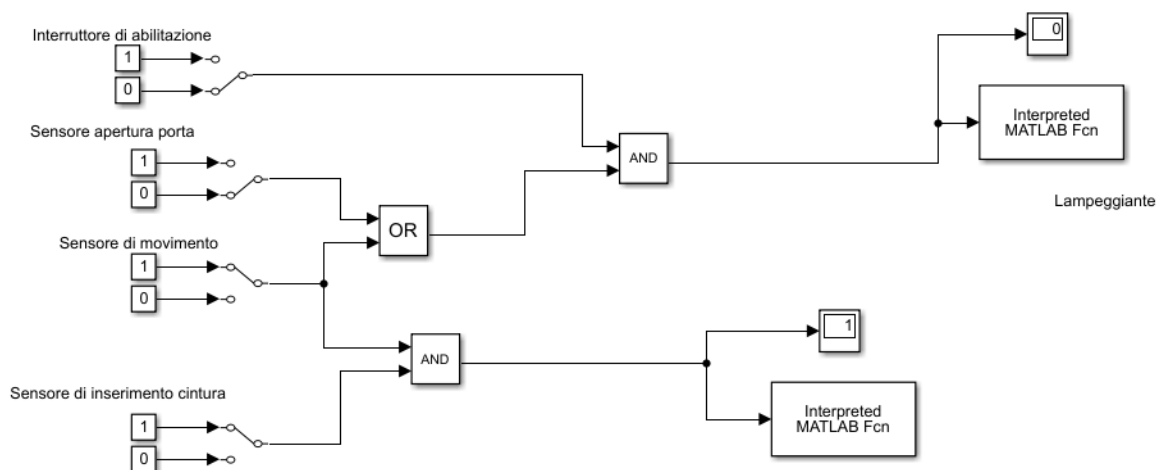 Interruttore di abilitazione
1
0
0
Interpreted
MATLAB Fcn
Sensore apertura porta
1
0
AND
Lampeggiante
OR
Sensore di movimento
1
0
1
AND
Sensore di inserimento cintura
1
0
Interpreted
MATLAB Fcn